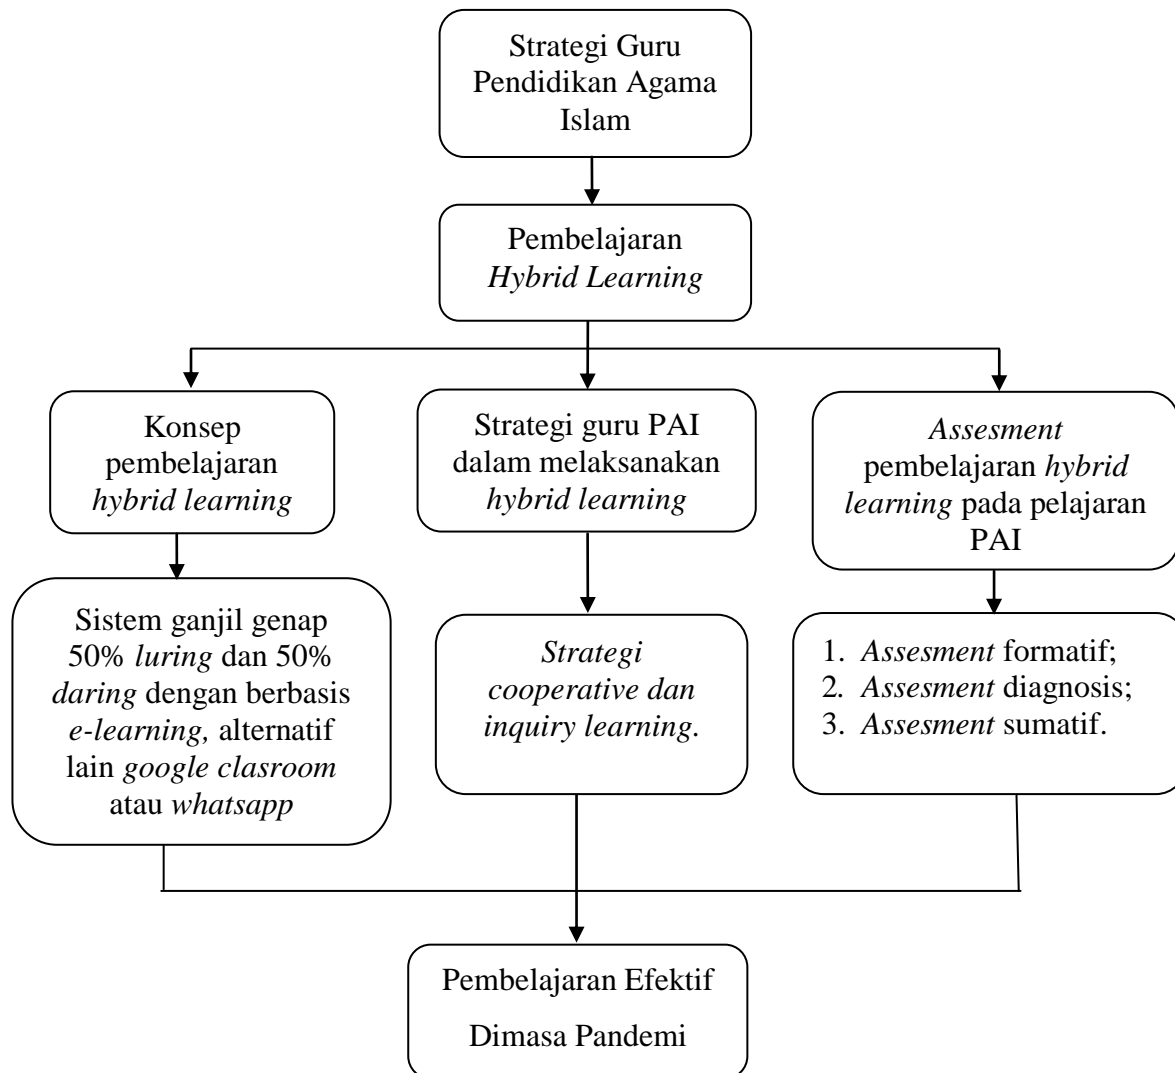 Strategi Guru
Pendidikan Agama
Islam
Pembelajaran
Hybrid Learning
Konsep
pembelajaran
hybrid learning
Strategi guru PAI
dalam melaksanakan
hybrid learning
Assesment
pembelajaran hybrid
learning pada pelajaran
PAI
Sistem ganjil genap
50% luring dan 50%
daring dengan berbasis
e-learning, alternatif
lain google clasroom
atau whatsapp
Strategi
cooperative dan
inquiry learning.
1. Assesment formatif;
2. Assesment diagnosis;
3. Assesment sumatif.
Pembelajaran Efektif
Dimasa Pandemi